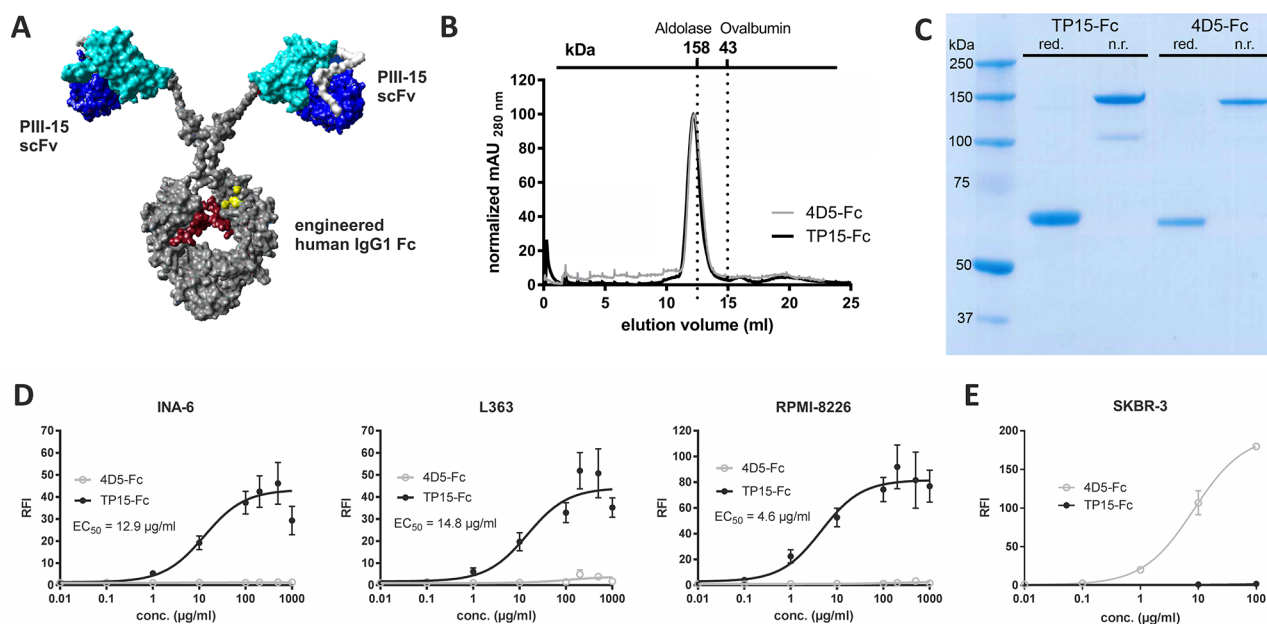 A
PIII-15
scFv
PIII-15
scFv
engineered
human IgG1 Fc
B
Aldolase Ovalbumin
kDa 158 43
normalized mAU 280 nm
120
100
80
60
40
20
0
4D5-Fc
TP15-Fc
0 5 10 15 20 25
elution volume (ml)
C
TP15-Fc 4D5-Fc
kDa red. n.r. red. n.r.
250
150
100
75
50
37
D
INA-6
RFI
70
60
50
40
30
20
10
0
4D5-Fc
TP15-Fc
EC50 = 12.9 µg/ml
0.01 0.1 1 10 100 1000
conc. (µg/ml)
L363
RFI
70
60
50
40
30
20
10
0
4D5-Fc
TP15-Fc
EC50 = 14.8 µg/ml
0.01 0.1 1 10 100 1000
conc. (µg/ml)
RPMI-8226
RFI
120
100
80
60
40
20
0
4D5-Fc
TP15-Fc
EC50 = 4.6 µg/ml
0.01 0.1 1 10 100 1000
conc. (µg/ml)
E
SKBR-3
RFI
200
150
100
50
0
4D5-Fc
TP15-Fc
0.01 0.1 1 10 100
conc. (µg/ml)